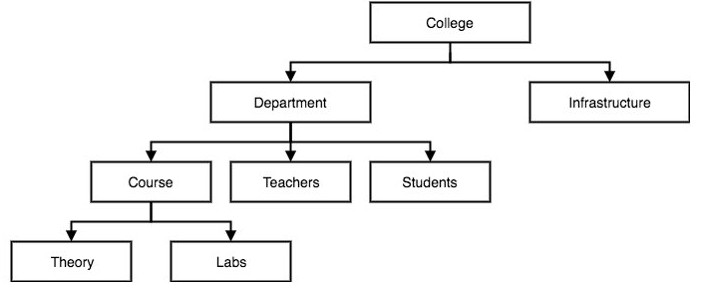 College
Department
Infrastructure
Course
Teachers
Students
Theory
Labs